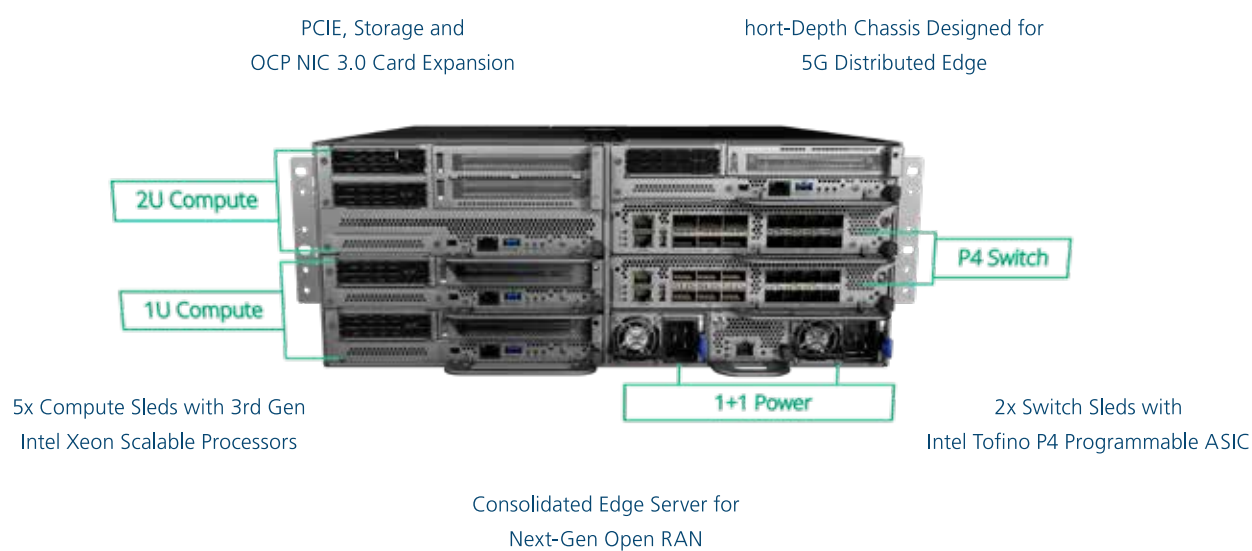 PCIE, Storage and
OCP NIC 3.0 Card Expansion
hort-Depth Chassis Designed for
5G Distributed Edge
2U Compute
P4 Switch
1U Compute
1+1 Power
5x Compute Sleds with 3rd Gen
Intel Xeon Scalable Processors
2x Switch Sleds with
Intel Tofino P4 Programmable ASIC
Consolidated Edge Server for
Next-Gen Open RAN